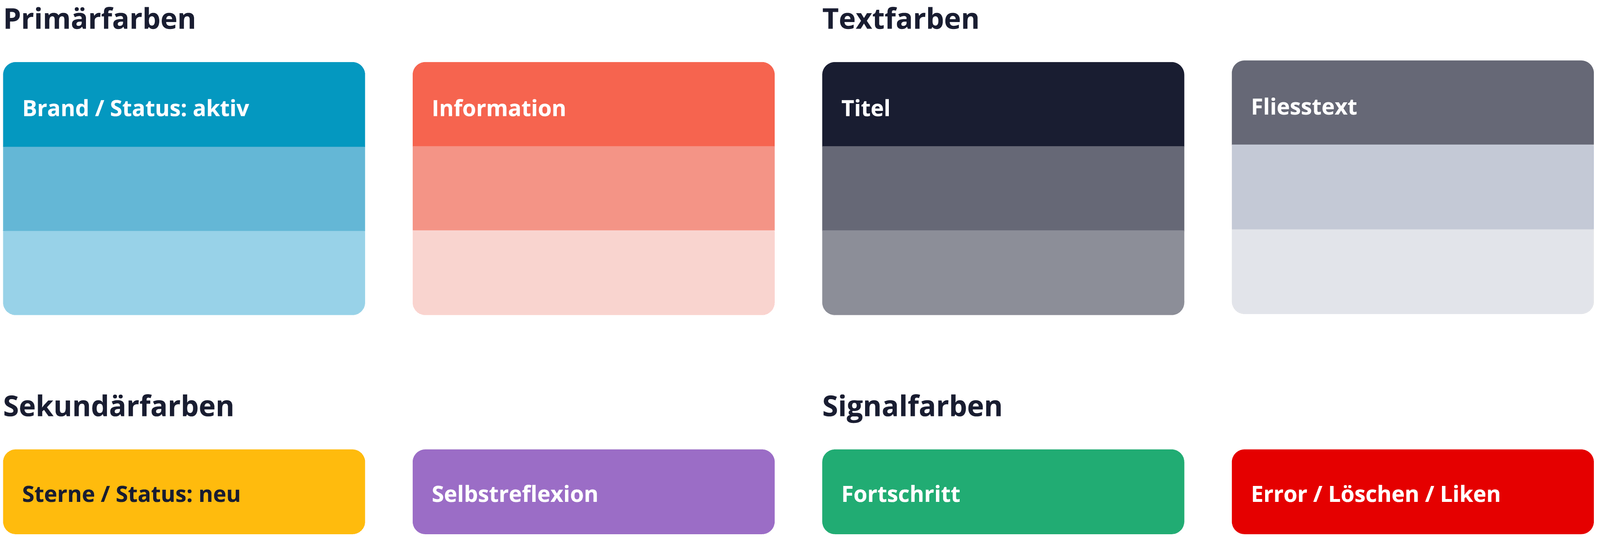 Primärfarben
Textfarben
Brand / Status: aktiv
Information
Titel
Fliesstext
Sekundärfarben
Signalfarben
Sterne / Status: neu
Selbstreflexion
Fortschritt
Error / Löschen / Liken